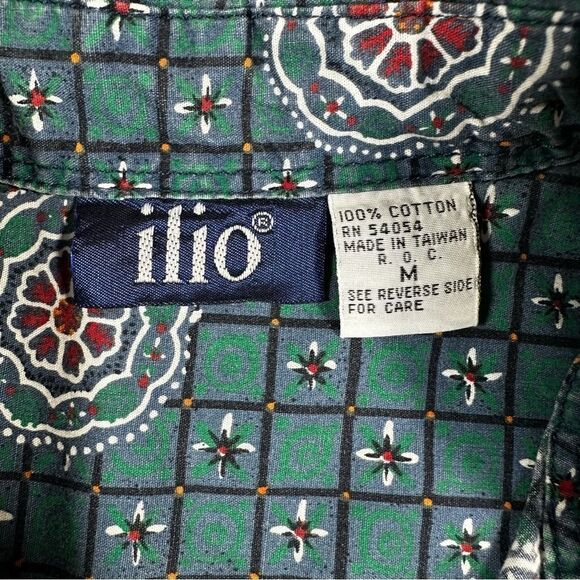 ilio®
100% COTTON
RN 54054
MADE IN TAIWAN
R. O. C.
M
SEE REVERSE SIDE
FOR CARE